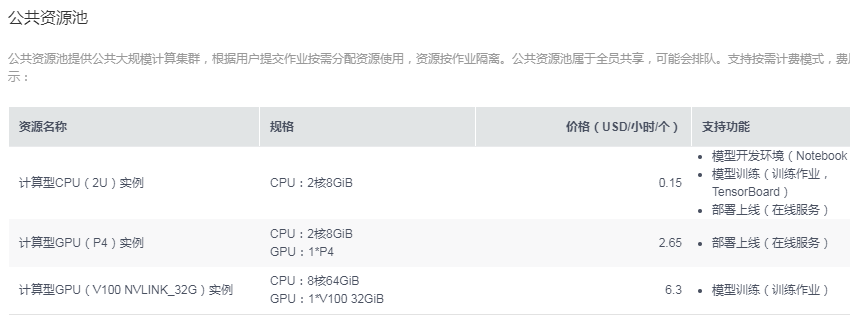 公共资源池
公共资源池提供公共大规模计算集群，根据用户提交作业按需分配资源使用，资源按作业隔离。公共资源池属于全员共享，可能会排队。支持按需计费模式，费
示：
资源名称 规格 价格（USD/小时/个） 支持功能
计算型CPU（2U）实例 CPU：2核8GiB 0.15
• 模型开发环境（Notebook
• 模型训练（训练作业，
TensorBoard）
• 部署上线（在线服务）
计算型GPU（P4）实例 CPU：2核8GiB
GPU：1*P4 2.65 • 部署上线（在线服务）
计算型GPU（V100 NVLINK_32G）实例 CPU：8核64GiB
GPU：1*V100 32GiB 6.3 • 模型训练（训练作业）